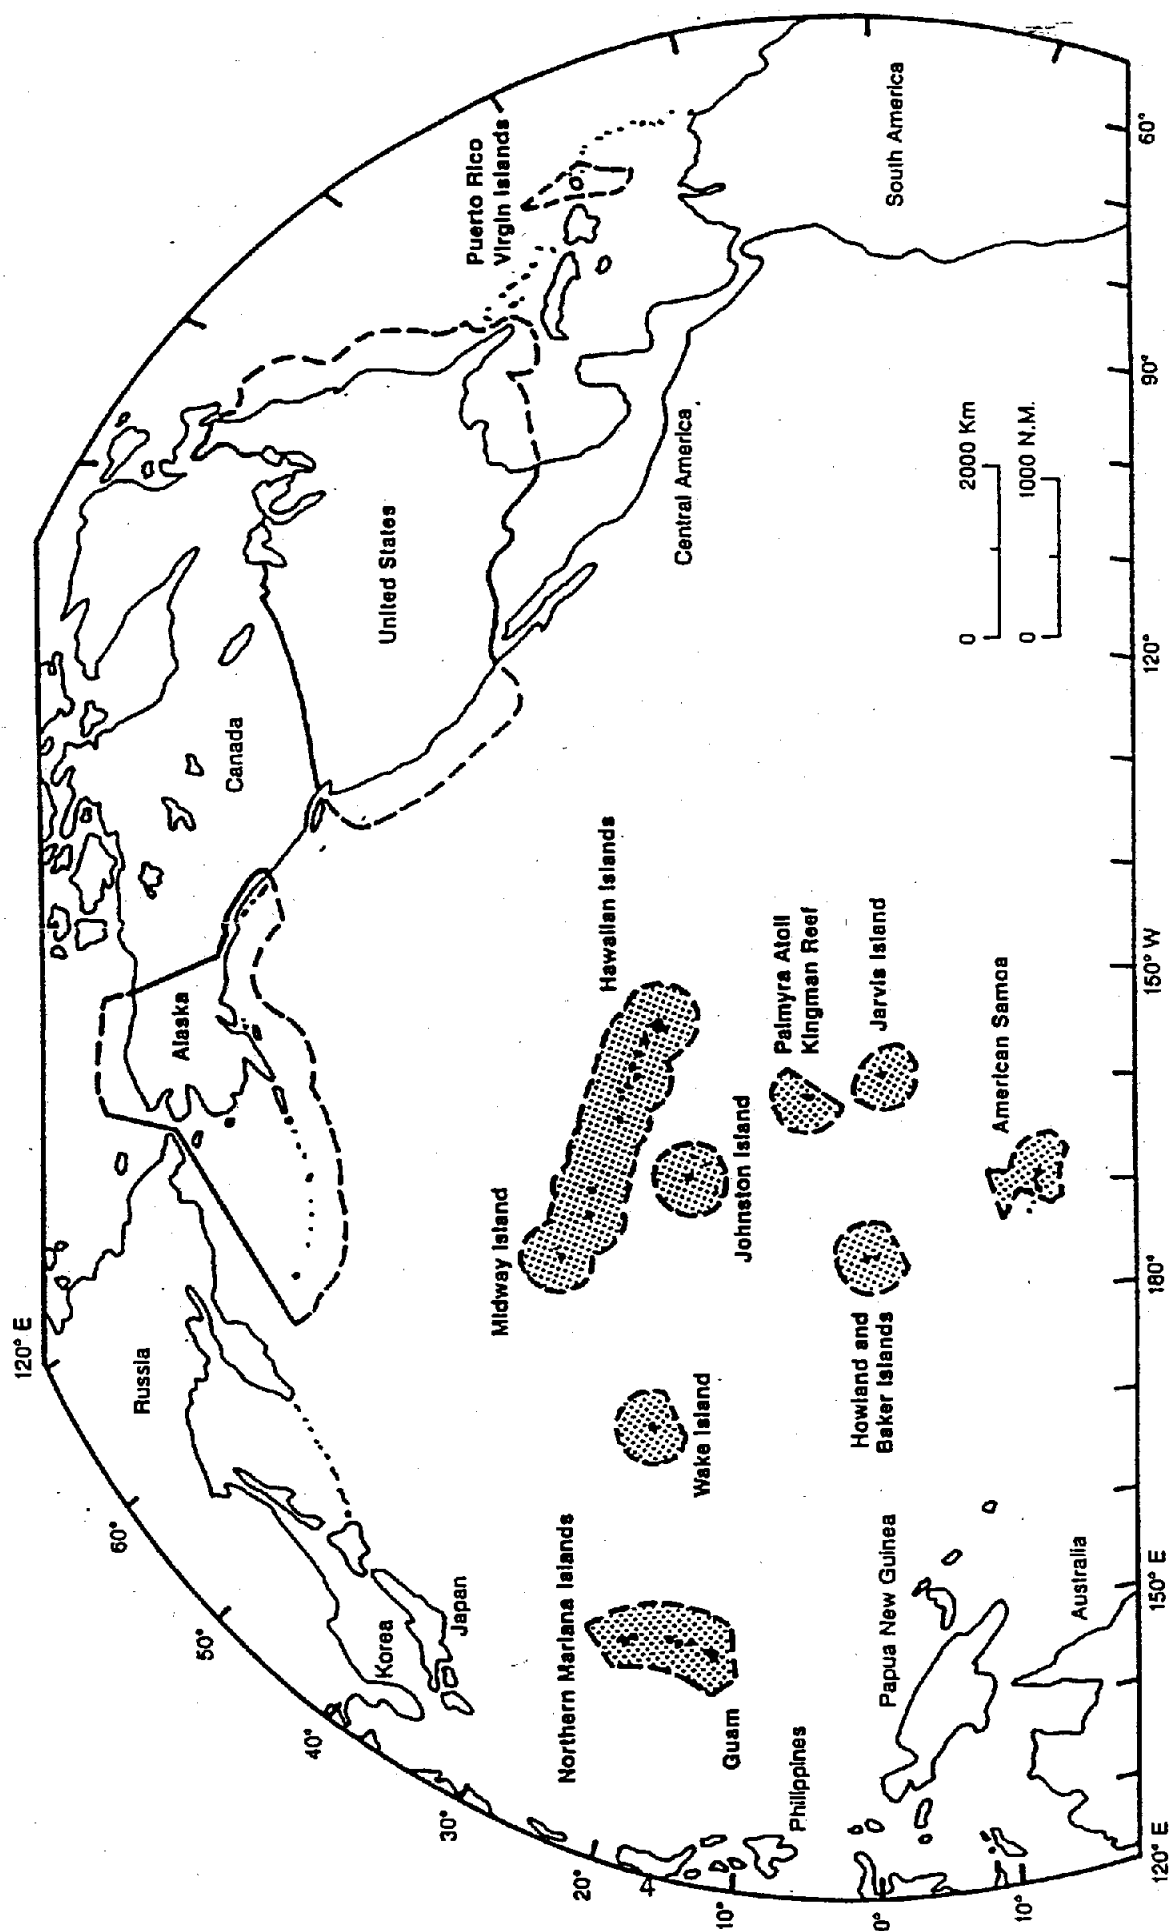 120° E
60°
50°
40°
30°
20°
4
10°
0°
10°
120° E
150° E
180°
150° W
120°
90°
60°
Russia
Alaska
Canada
United States
Puerto Rico
Virgin Islands
Korea
Japan
Central America
South America
Midway Island
Hawaiian Islands
Northern Mariana Islands
Wake Island
Johnston Island
Palmyra Atoll
Kingman Reef
Guam
Philippines
Howland and
Baker Islands
Jarvis Island
Papua New Guinea
American Samoa
Australia
0
2000 Km
0
1000 N.M.